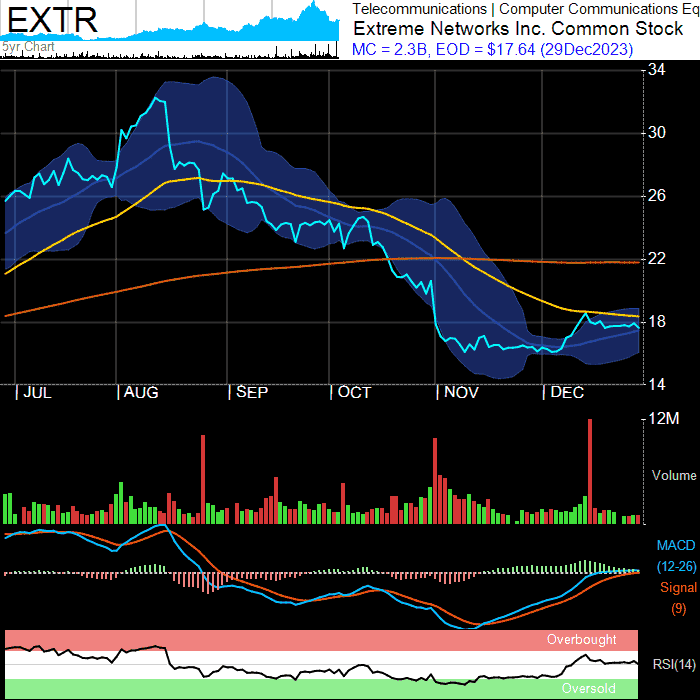 EXTR
5yr Chart
Telecommunications | Computer Communications Eq
Extreme Networks Inc. Common Stock
MC = 2.3B, EOD = $17.64 (29Dec2023)
34
30
26
22
18
14
JUL AUG SEP OCT NOV DEC
12M
Volume
MACD
(12-26)
Signal
(9)
Overbought
RSI(14)
Oversold